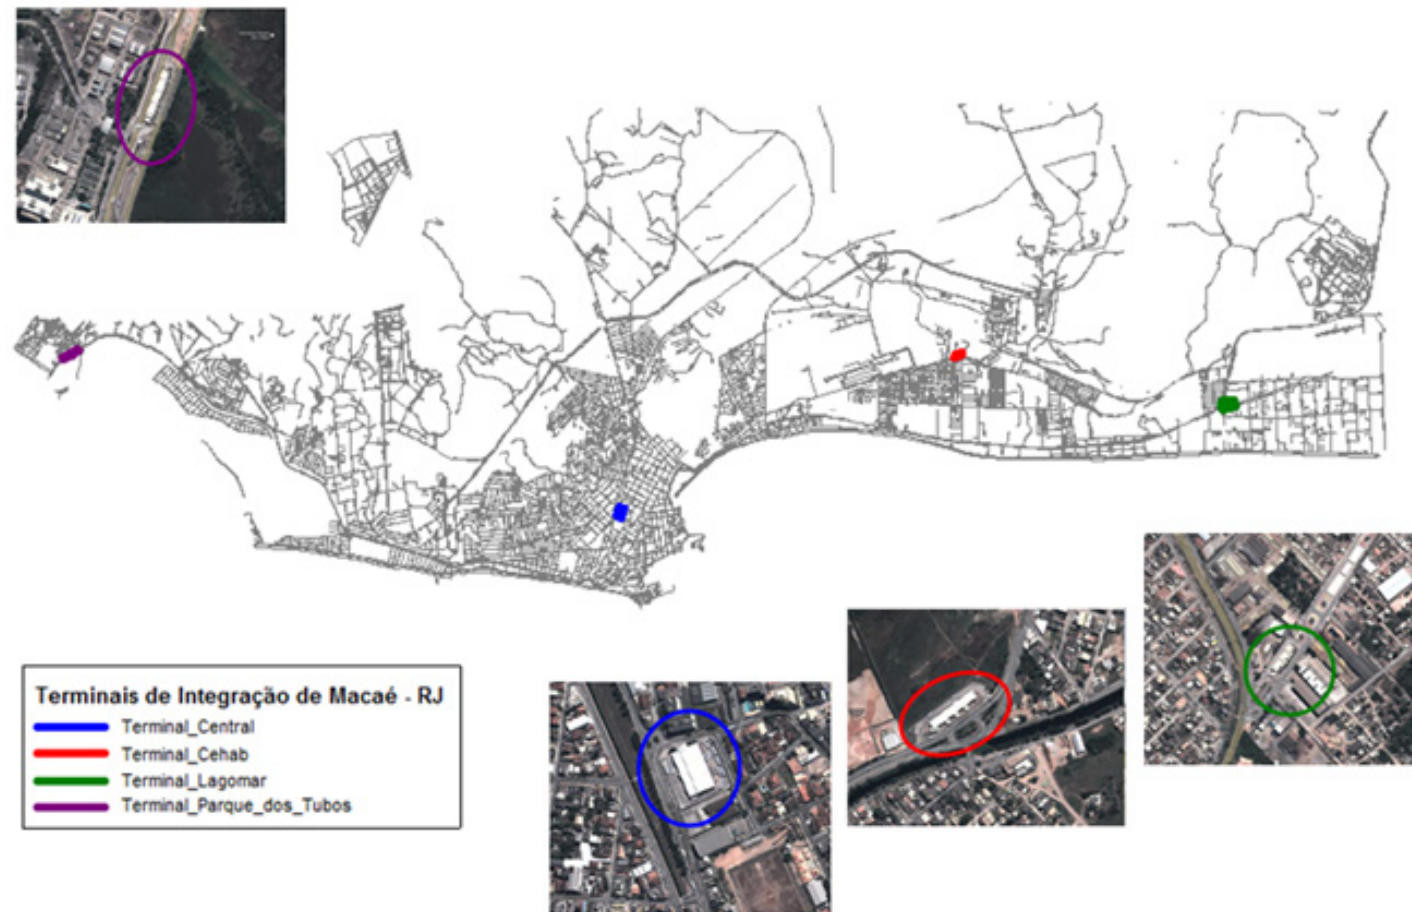 Terminais de Integração de Macaé - RJ
Terminal_Central
Terminal_Cehab
Terminal_Lagomar
Terminal_Parque_dos_Tubos